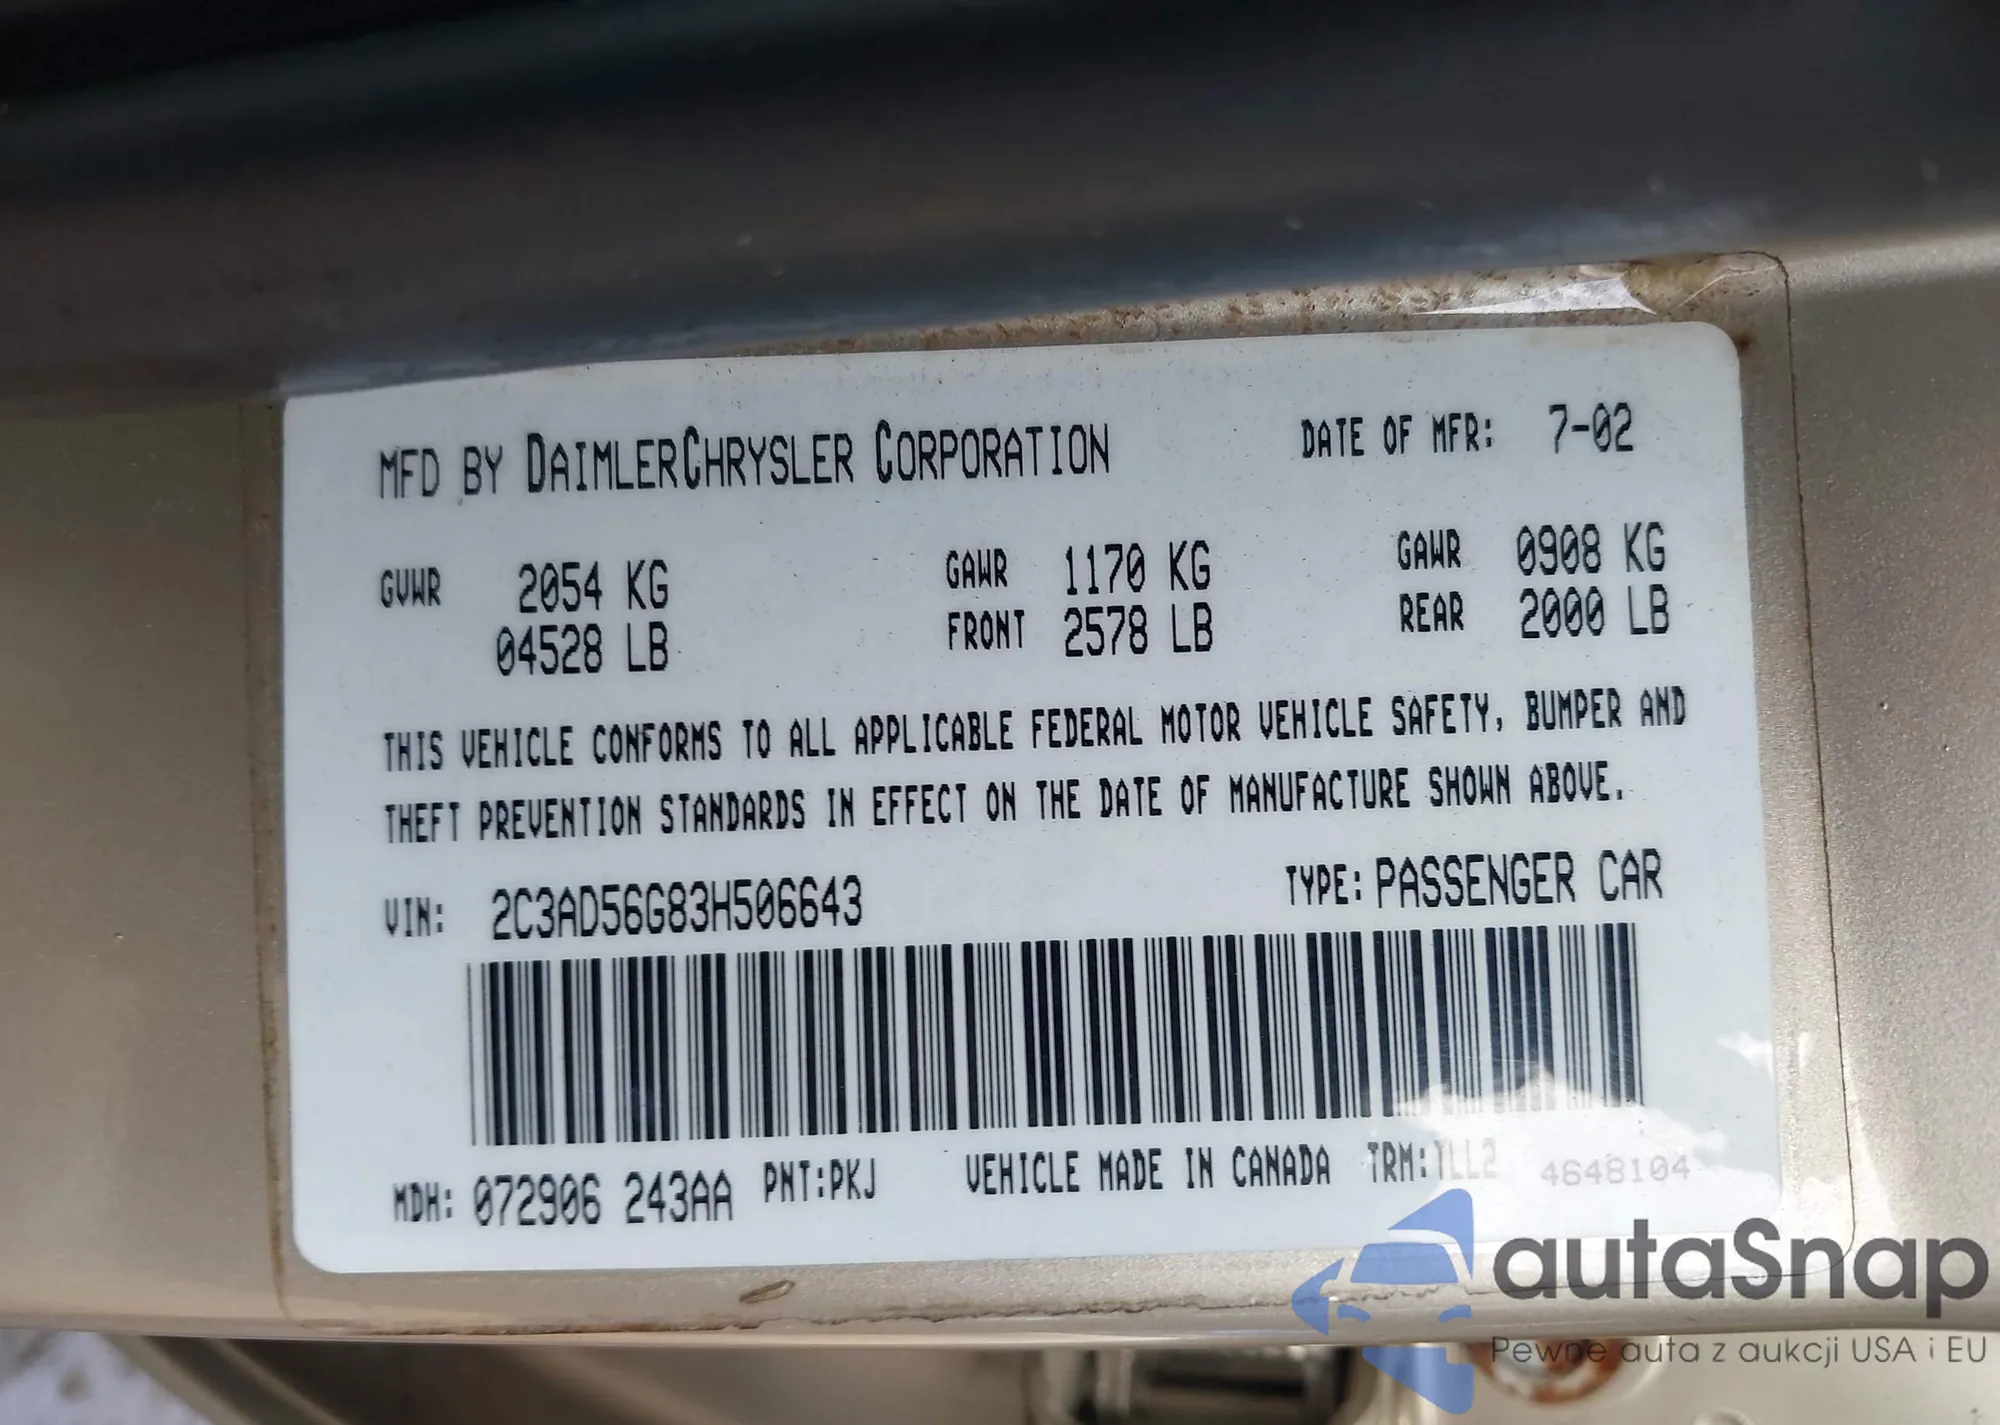 MFD BY DAIMLERCHRYSLER CORPORATION DATE OF MFR: 7-02
GVWR 2054 KG GAWR 1170 KG GAWR 0908 KG
04528 LB FRONT 2578 LB REAR 2000 LB
THIS VEHICLE CONFORMS TO ALL APPLICABLE FEDERAL MOTOR VEHICLE SAFETY, BUMPER AND
THEFT PREVENTION STANDARDS IN EFFECT ON THE DATE OF MANUFACTURE SHOWN ABOVE.
VIN: 2C3AD56G83H506643 TYPE: PASSENGER CAR
MDH: 072906 243AA PNT:PKJ VEHICLE MADE IN CANADA TRM:TLL2 4648104
autaSnap
Pewne auta z aukcji USA i EU